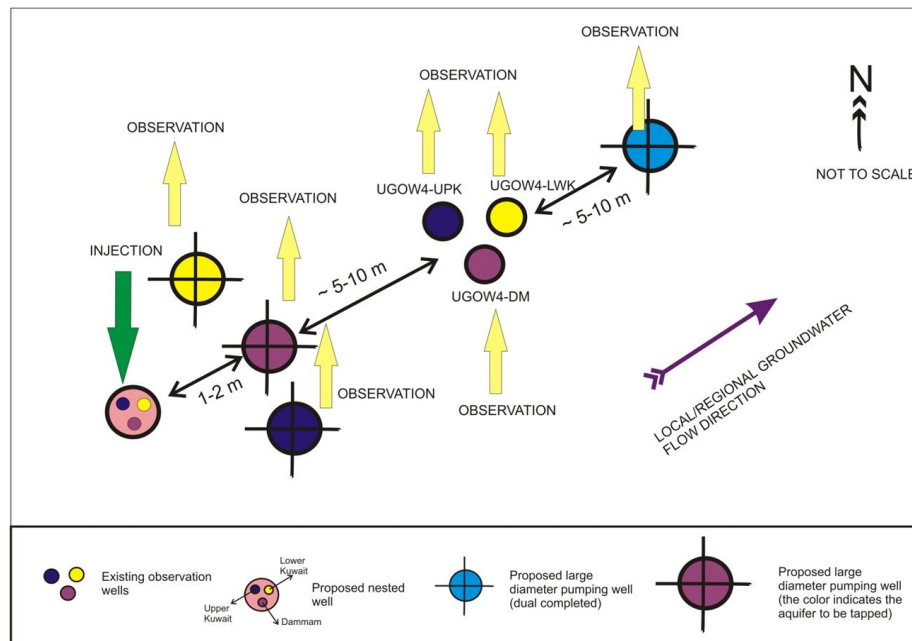 OBSERVATION
OBSERVATION
N
NOT TO SCALE
OBSERVATION
OBSERVATION
UGOW4-UPK
UGOW4-LWK
~ 5-10 m
INJECTION
~ 5-10 m
UGOW4-DM
1-2 m
OBSERVATION
OBSERVATION
LOCAL/REGIONAL GROUNDWATER
FLOW DIRECTION
Existing observation
wells
Lower
Kuwait
Upper
Kuwait
Dammam
Proposed nested
well
Proposed large
diameter pumping well
(dual completed)
Proposed large
diameter pumping well
(the color indicates the
aquifer to be tapped)